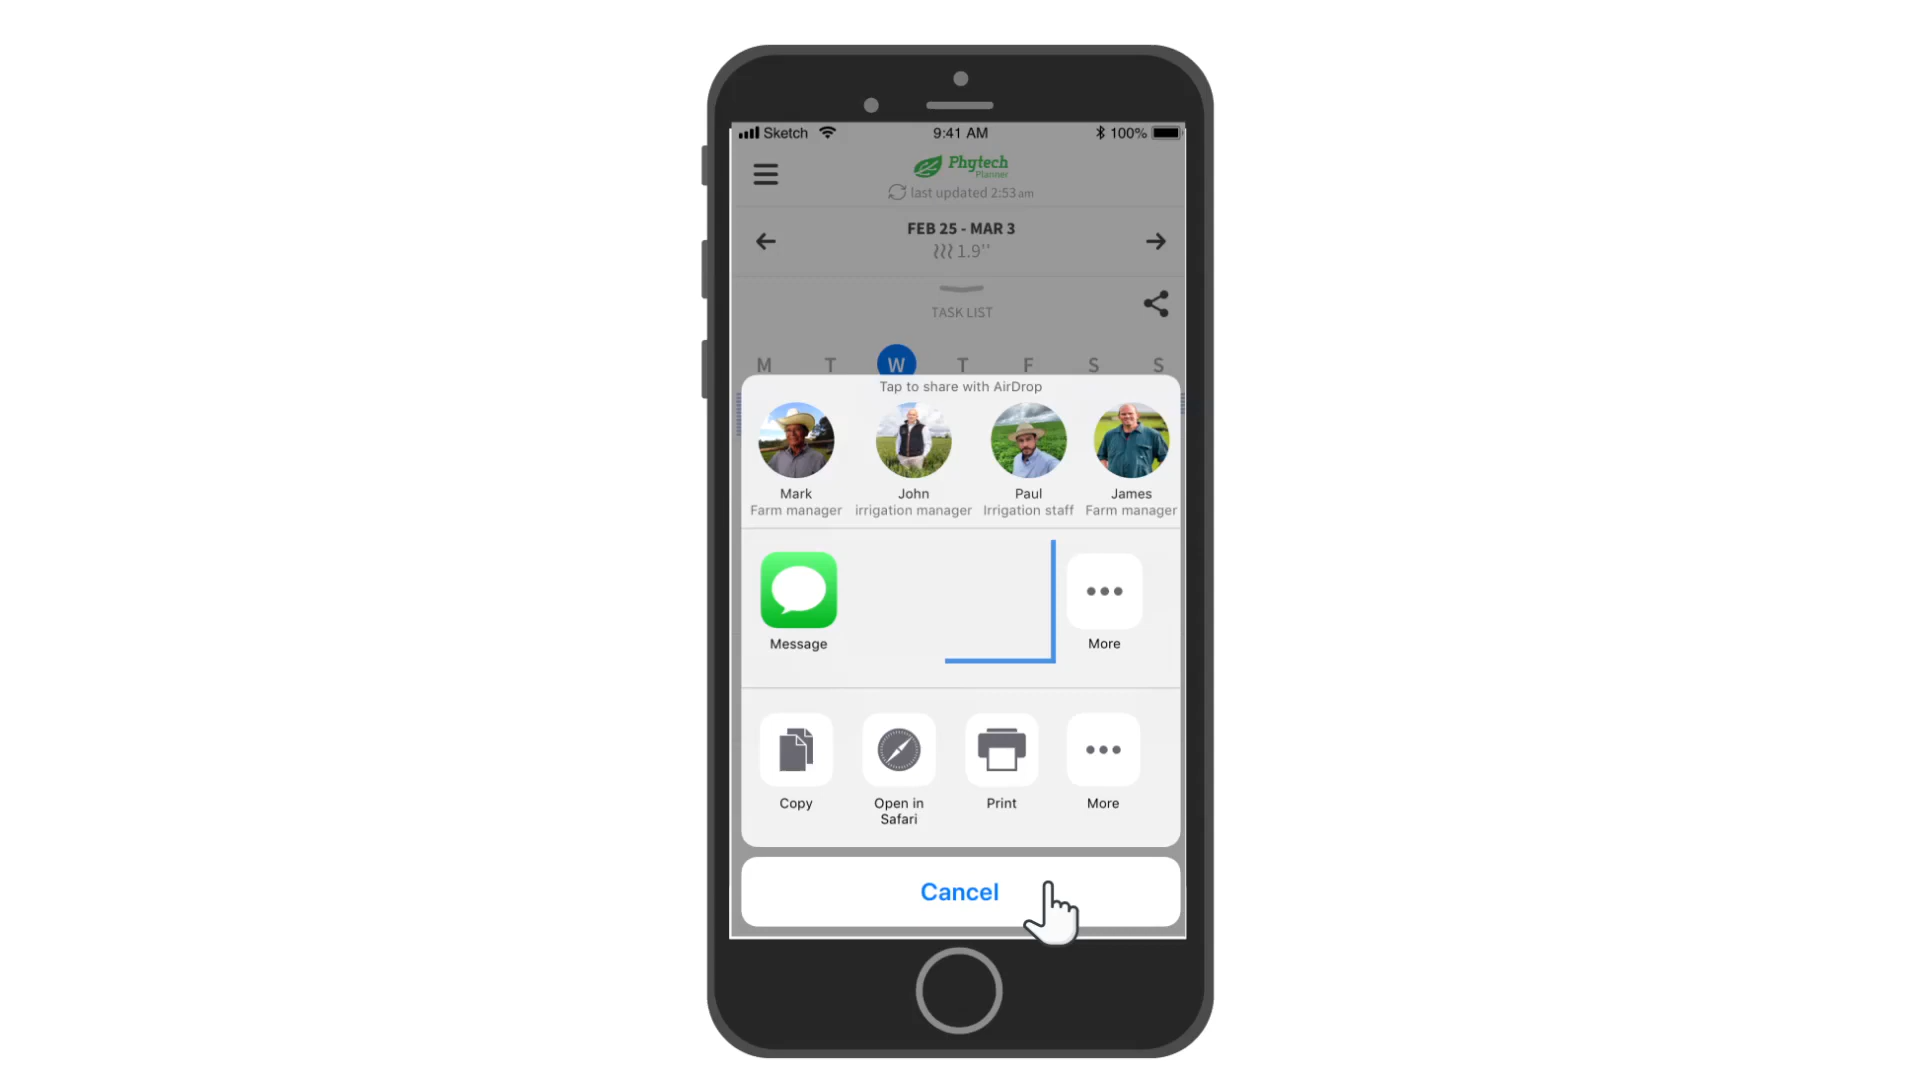 Sketch 9:41 AM 100%
Phytech
Planner
last updated 2:53 am
FEB 25 - MAR 3
1.9''
TASK LIST
M T W T F S S
Tap to share with AirDrop
Mark John Paul James
Farm manager irrigation manager Irrigation staff Farm manager
Message More
Copy Open in Print More
Safari
Cancel